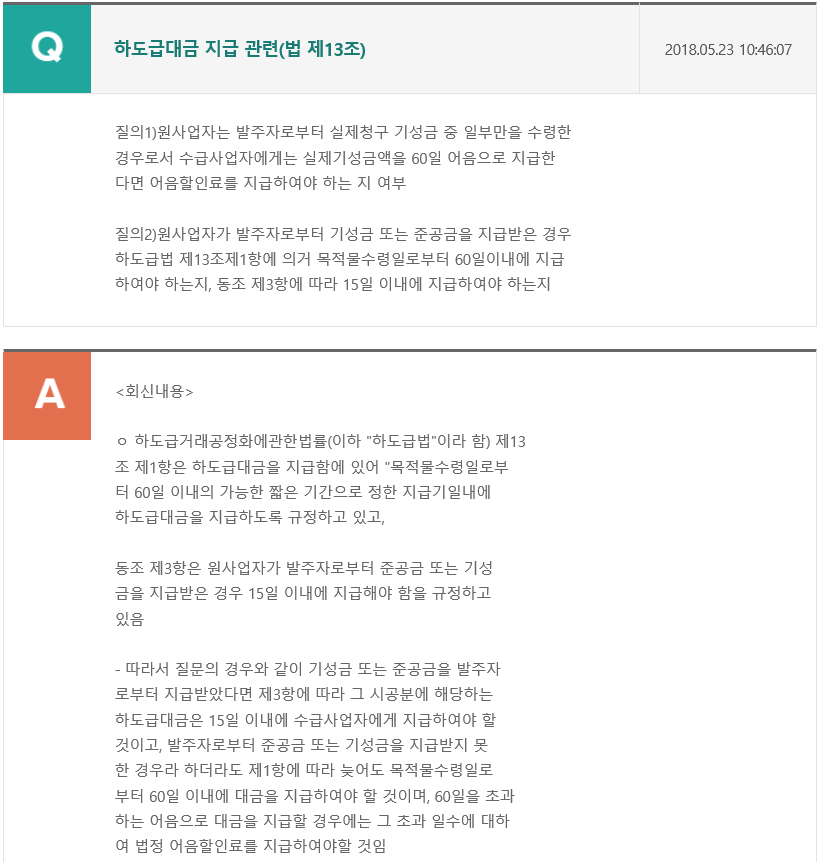 Q
하도급대금 지급 관련(법 제13조)
2018.05.23 10:46:07
질의1)원사업자는 발주자로부터 실제청구 기성금 중 일부만을 수령한
경우로서 수급사업자에게는 실제기성금액을 60일 어음으로 지급한
다면 어음할인료를 지급하여야 하는 지 여부
질의2)원사업자가 발주자로부터 기성금 또는 준공금을 지급받은 경우
하도급법 제13조제1항에 의거 목적물수령일로부터 60일이내에 지급
하여야 하는지, 동조 제3항에 따라 15일 이내에 지급하여야 하는지
A
<회신내용>
ㅇ 하도급거래공정화에관한법률(이하 "하도급법"이라 함) 제13
조 제1항은 하도급대금을 지급함에 있어 "목적물수령일로부
터 60일 이내의 가능한 짧은 기간으로 정한 지급기일내에
하도급대금을 지급하도록 규정하고 있고,
동조 제3항은 원사업자가 발주자로부터 준공금 또는 기성
금을 지급받은 경우 15일 이내에 지급해야 함을 규정하고
있음
- 따라서 질문의 경우와 같이 기성금 또는 준공금을 발주자
로부터 지급받았다면 제3항에 따라 그 시공분에 해당하는
하도급대금은 15일 이내에 수급사업자에게 지급하여야 할
것이고, 발주자로부터 준공금 또는 기성금을 지급받지 못
한 경우라 하더라도 제1항에 따라 늦어도 목적물수령일로
부터 60일 이내에 대금을 지급하여야 할 것이며, 60일을 초과
하는 어음으로 대금을 지급할 경우에는 그 초과 일수에 대하
여 법정 어음할인료를 지급하여야할 것임